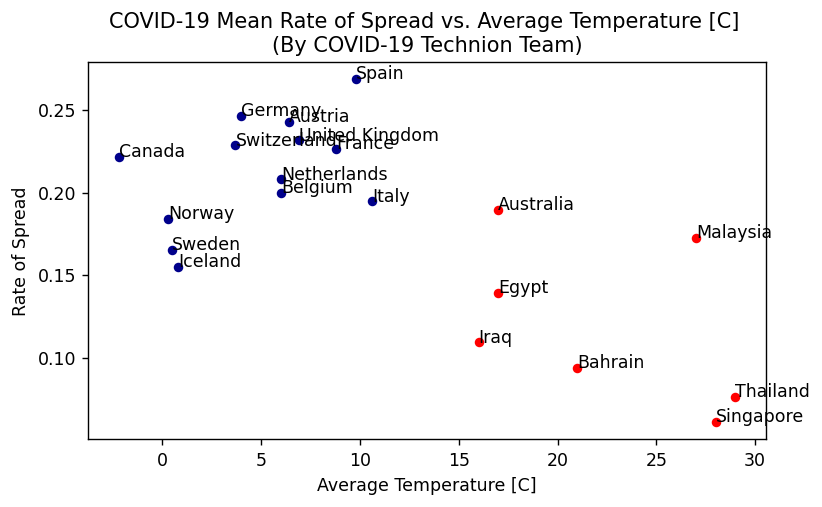 COVID-19 Mean Rate of Spread vs. Average Temperature [C]
(By COVID-19 Technion Team)
Spain
Germany
Austria
United Kingdom
Switzerland
France
Canada
Netherlands
Belgium
Italy
Norway
Australia
Malaysia
Sweden
Iceland
Egypt
Iraq
Bahrain
Thailand
Singapore
Rate of Spread
0.25
0.20
0.15
0.10
0
5
10
15
20
25
30
Average Temperature [C]